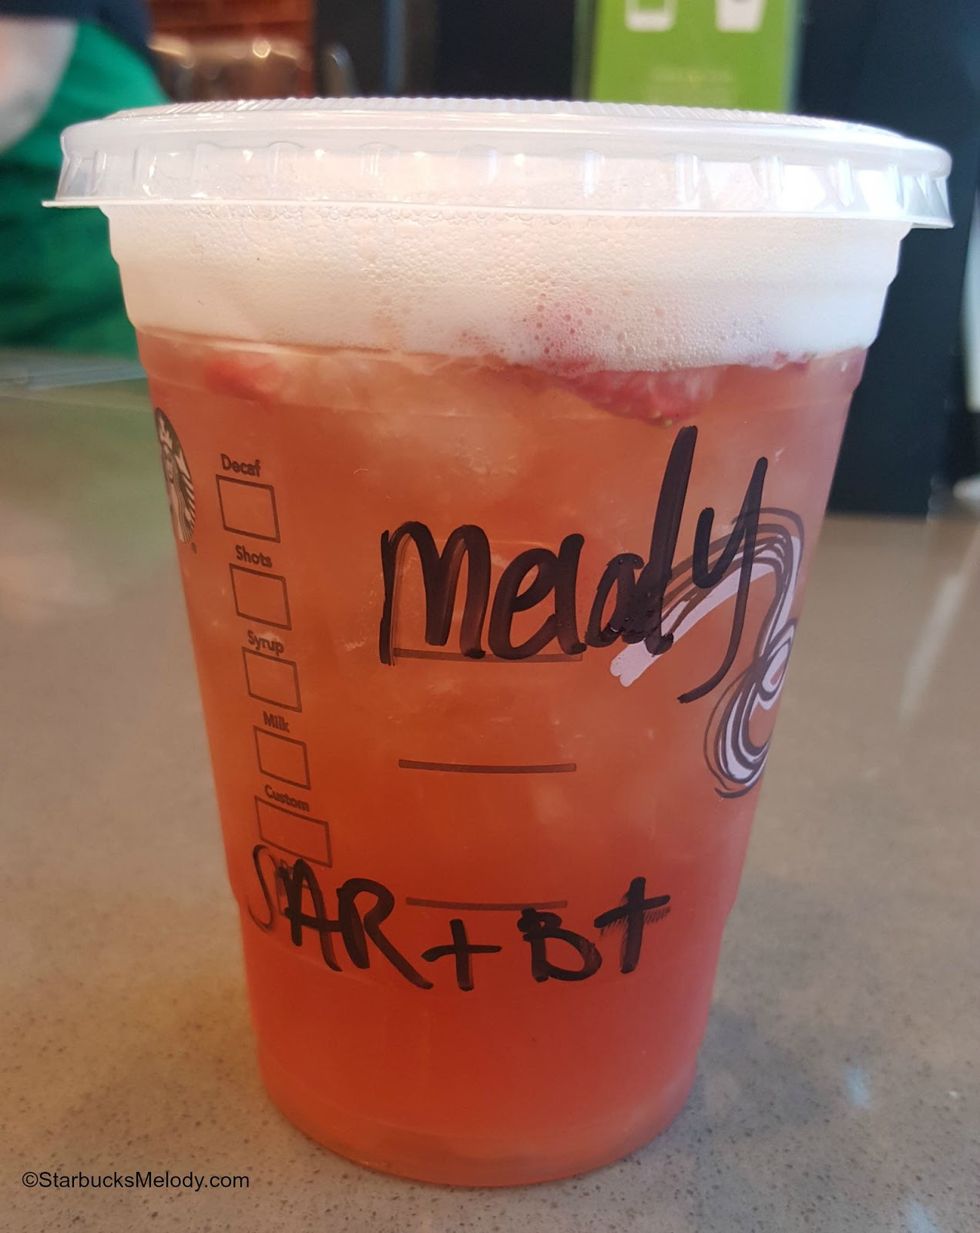 Decaf
Shots
Melody
Syrup
Milk
Custom
SAR + Bt
©StarbucksMelody.com